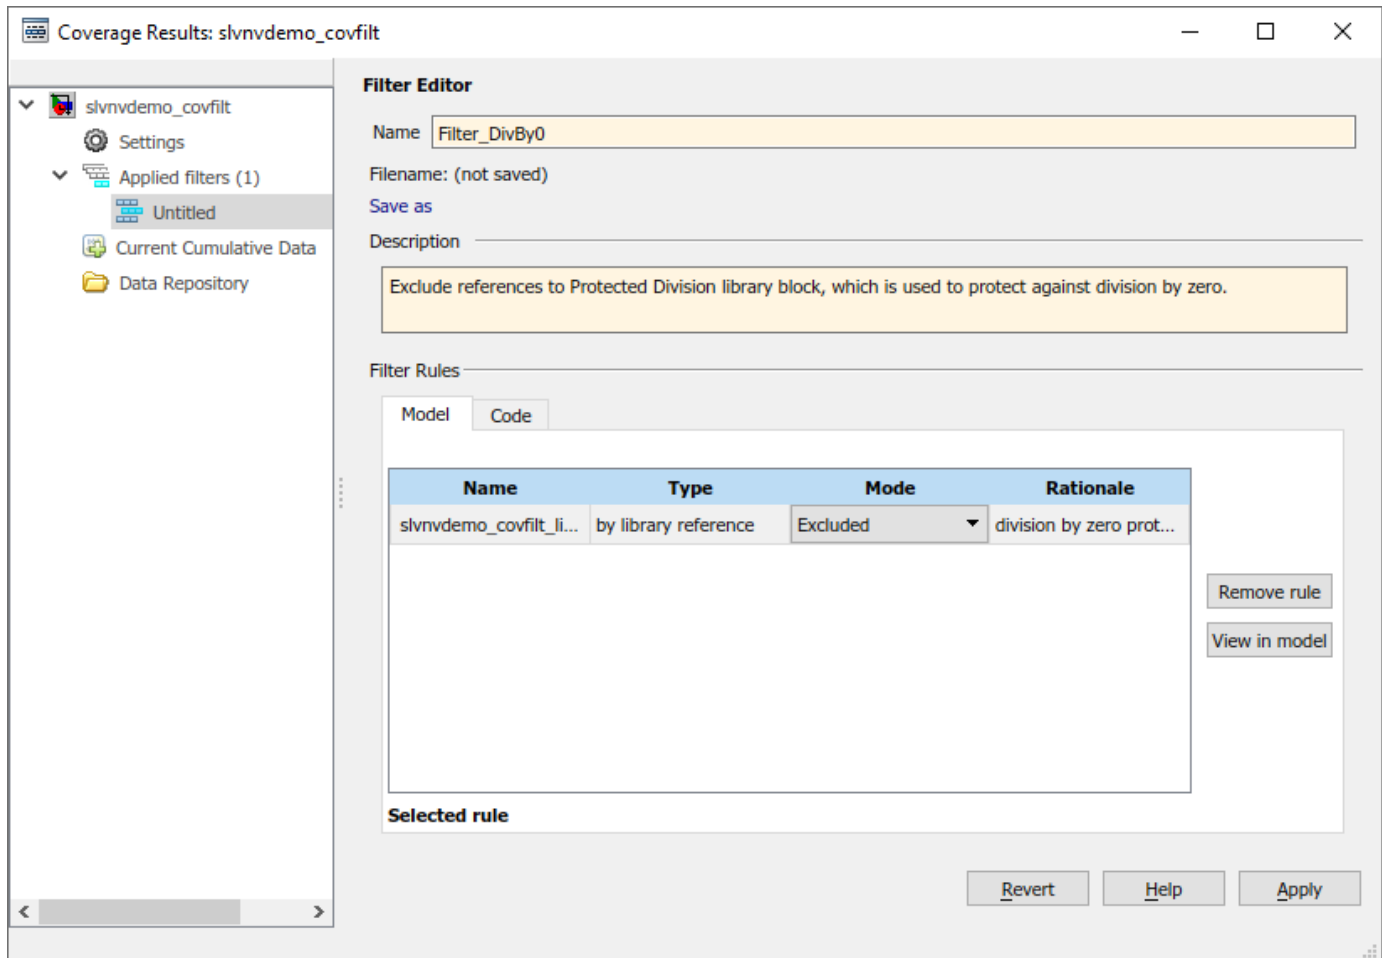 Coverage Results: slvnvdemo_covfilt
slvnvdemo_covfilt
Settings
Applied filters (1)
Untitled
Current Cumulative Data
Data Repository
Filter Editor
Name Filter_DivBy0
Filename: (not saved)
Save as
Description
Exclude references to Protected Division library block, which is used to protect against division by zero.
Filter Rules
Model Code
Name Type Mode Rationale
slvnvdemo_covfilt_li... by library reference Excluded division by zero prot...
Remove rule
View in model
Selected rule
Revert Help Apply